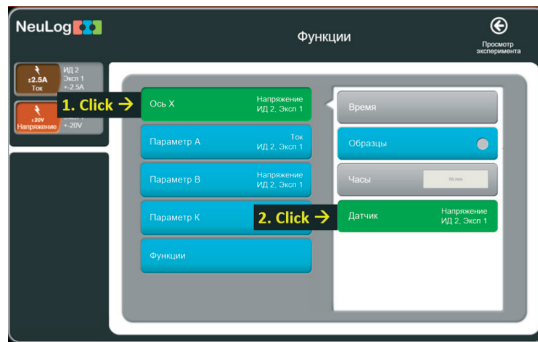 NeuLog
Функции
Просмотр
эксперимента
±2.5A
Ток
ИД 2
Эксп 1
+-2.5A
±20V
Напряжение
+-20V
1. Click →
Ось X
Напряжение
ИД 2, Эксп 1
Параметр A
Ток
ИД 2, Эксп 1
Параметр B
Напряжение
ИД 2, Эксп 1
Параметр К
Функции
Время
Образцы
Часы
2. Click →
Датчик
Напряжение
ИД 2, Эксп 1